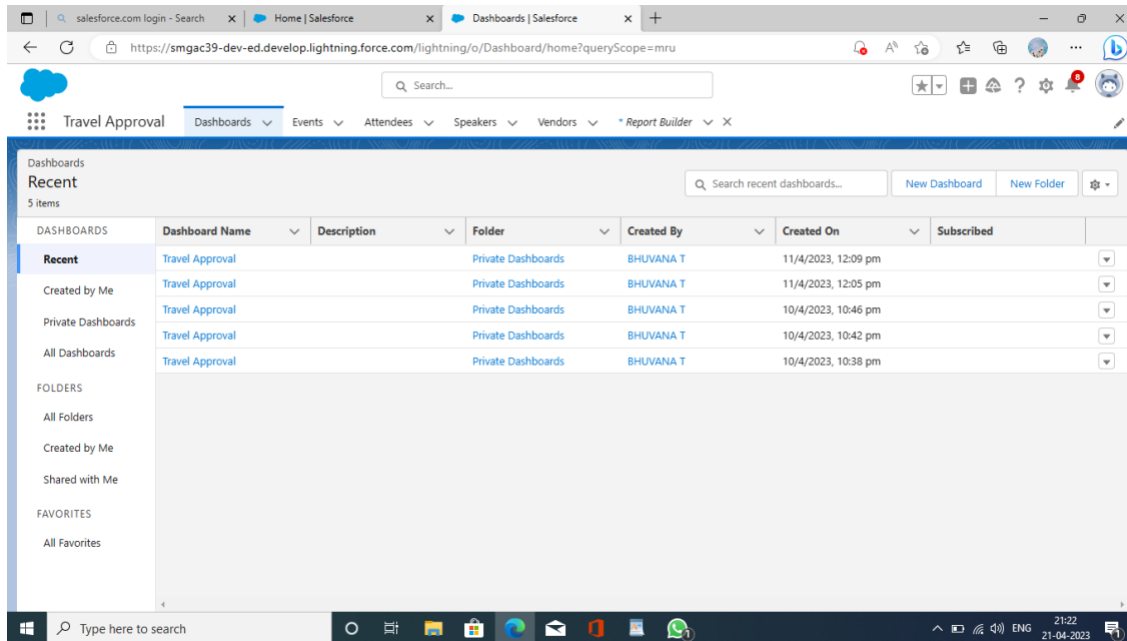 salesforce.com login - Search
Home | Salesforce
Dashboards | Salesforce
https://smgac39-dev-ed.develop.lightning.force.com/lightning/o/Dashboard/home?queryScope=mru
Search...
8
Travel Approval
Dashboards
Events
Attendees
Speakers
Vendors
* Report Builder
Dashboards
Recent
5 items
Search recent dashboards...
New Dashboard
New Folder
DASHBOARDS
Recent
Created by Me
Private Dashboards
All Dashboards
FOLDERS
All Folders
Created by Me
Shared with Me
FAVORITES
All Favorites
Dashboard Name Description Folder Created By Created On Subscribed
Travel Approval Private Dashboards BHUVANA T 11/4/2023, 12:09 pm
Travel Approval Private Dashboards BHUVANA T 11/4/2023, 12:05 pm
Travel Approval Private Dashboards BHUVANA T 10/4/2023, 10:46 pm
Travel Approval Private Dashboards BHUVANA T 10/4/2023, 10:42 pm
Travel Approval Private Dashboards BHUVANA T 10/4/2023, 10:38 pm
Type here to search
ENG
21:22
21-04-2023